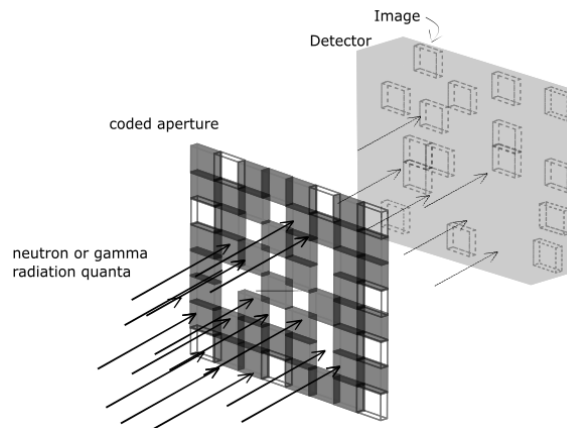 Image
Detector
coded aperture
neutron or gamma
radiation quanta